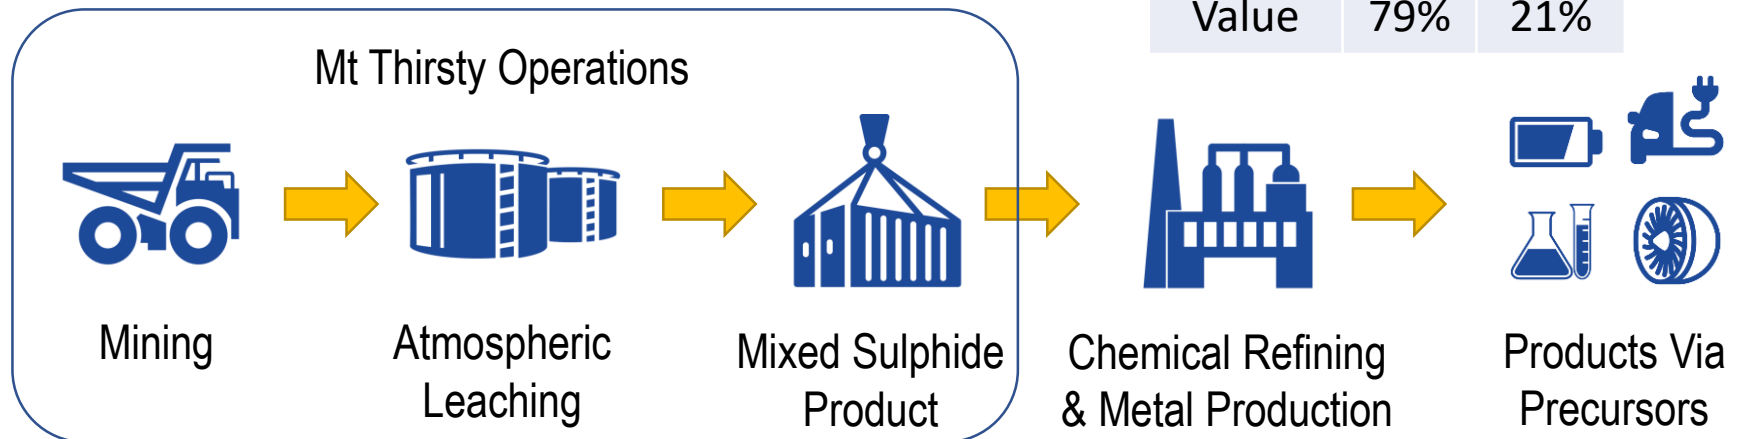 Value 79% 21%
Mt Thirsty Operations
Mining
Atmospheric
Leaching
Mixed Sulphide
Product
Chemical Refining
& Metal Production
Products Via
Precursors